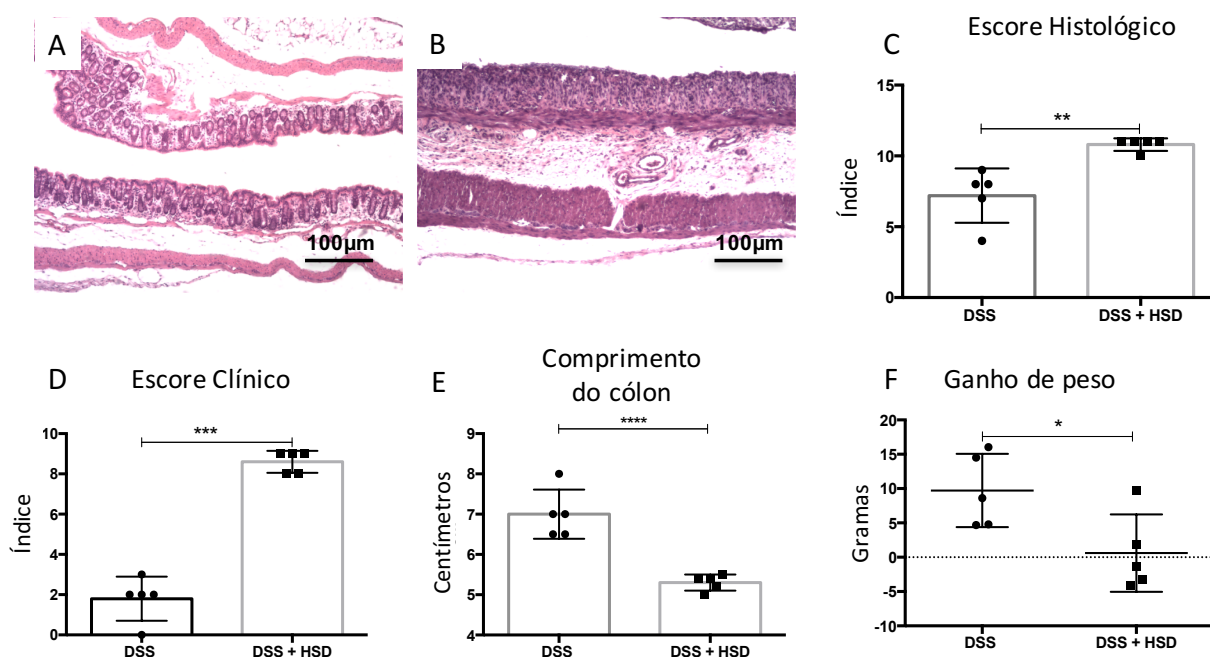 A
100µm
B
100µm
C
Escore Histológico
**
Índice
15
10
5
0
DSS
DSS + HSD
D
Escore Clínico
***
Índice
10
8
6
4
2
0
DSS
DSS + HSD
E
Comprimento
do cólon
****
Centímetros
9
8
7
6
5
4
DSS
DSS + HSD
F
Ganho de peso
*
Gramas
20
15
10
5
0
-5
-10
DSS
DSS + HSD